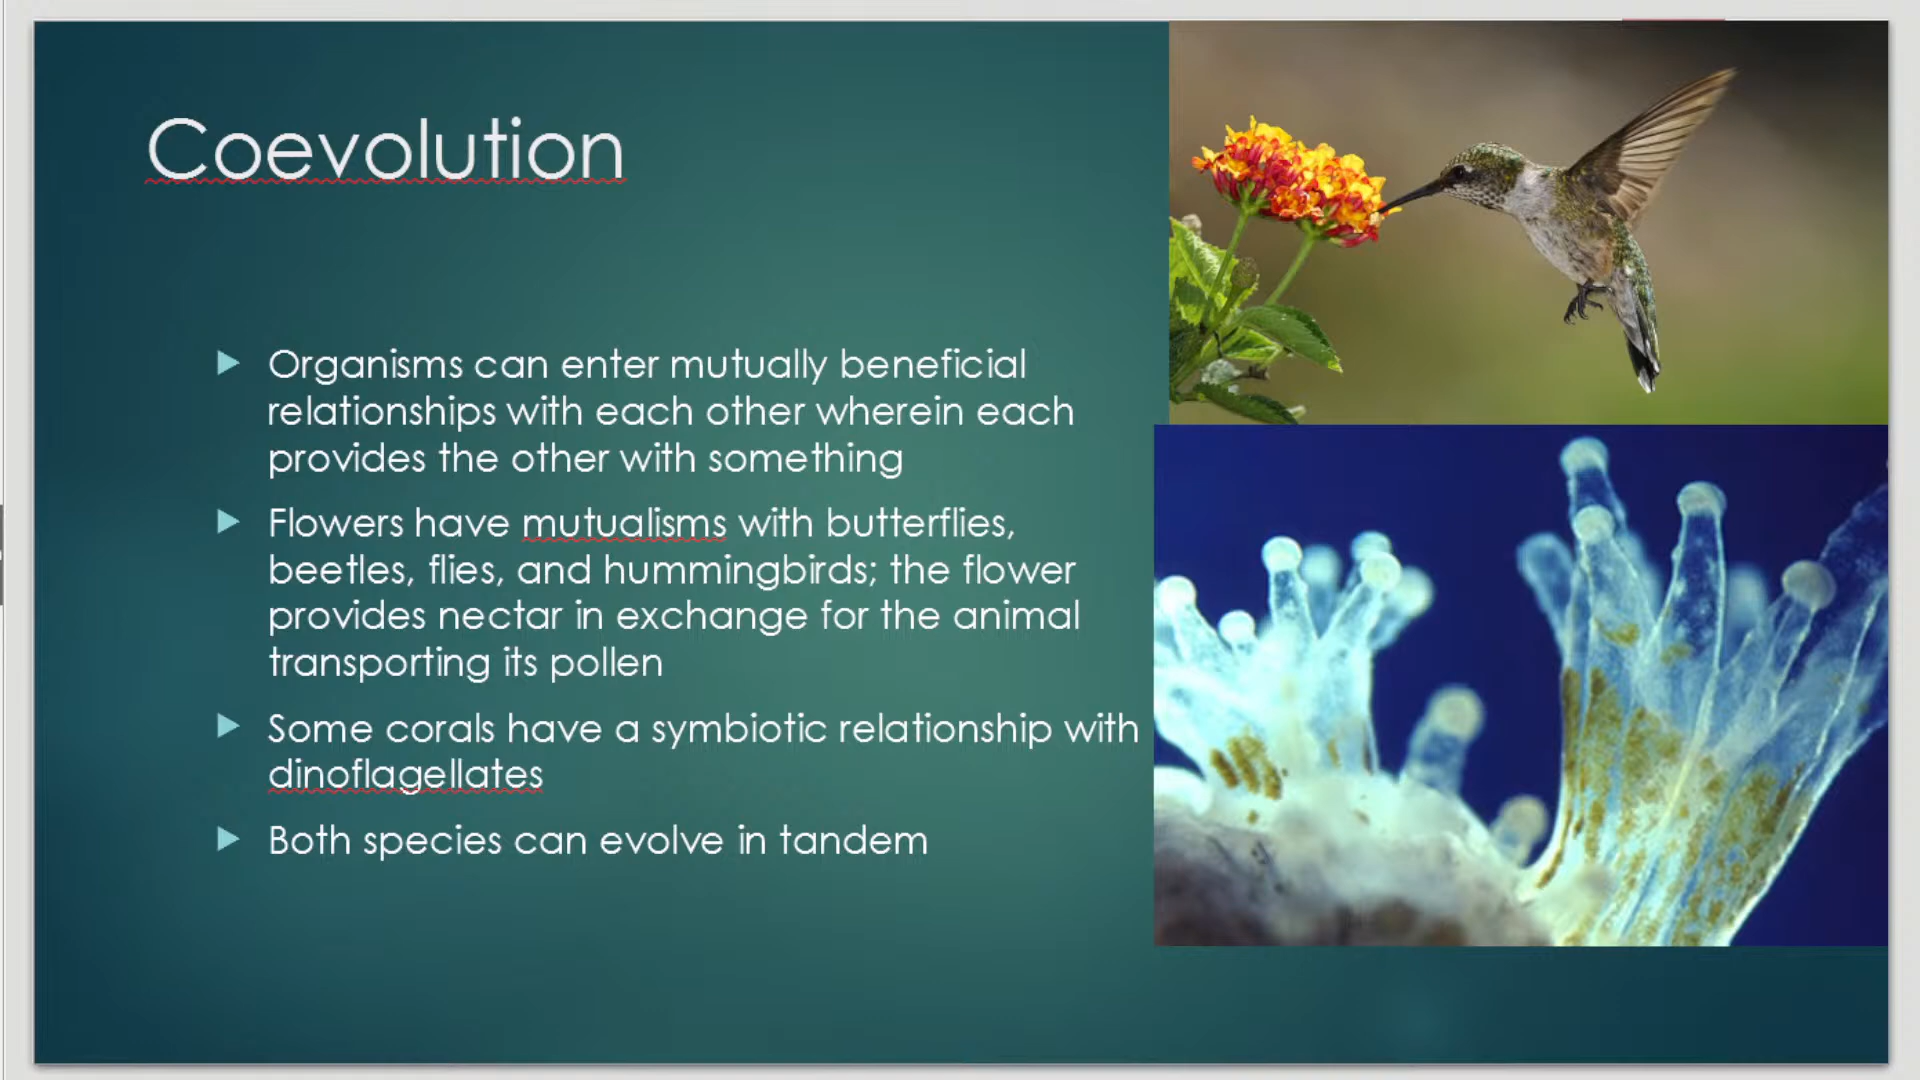 Coevolution
Organisms can enter mutually beneficial
relationships with each other wherein each
provides the other with something
Flowers have mutualisms with butterflies,
beetles, flies, and hummingbirds; the flower
provides nectar in exchange for the animal
transporting its pollen
Some corals have a symbiotic relationship with
dinoflagellates
Both species can evolve in tandem